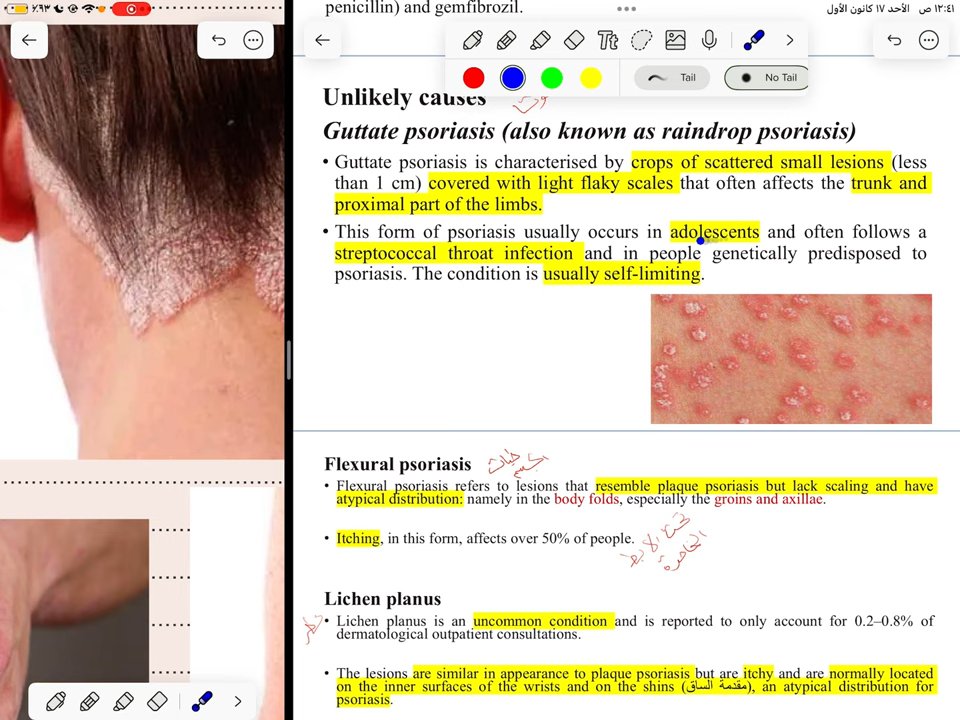 ١٢:٤١ ص الأحد ١٧ كانون الأول
٪٩٣
penicillin) and gemfibrozil.
Tail
No Tail
Unlikely causes
Guttate psoriasis (also known as raindrop psoriasis)
• Guttate psoriasis is characterised by crops of scattered small lesions (less
than 1 cm) covered with light flaky scales that often affects the trunk and
proximal part of the limbs.
• This form of psoriasis usually occurs in adolescents and often follows a
streptococcal throat infection and in people genetically predisposed to
psoriasis. The condition is usually self-limiting.
Flexural psoriasis
• Flexural psoriasis refers to lesions that resemble plaque psoriasis but lack scaling and have
atypical distribution: namely in the body folds, especially the groins and axillae.
• Itching, in this form, affects over 50% of people.
Lichen planus
• Lichen planus is an uncommon condition and is reported to only account for 0.2–0.8% of
dermatological outpatient consultations.
• The lesions are similar in appearance to plaque psoriasis but are itchy and are normally located
on the inner surfaces of the wrists and on the shins (مقدمة الساق), an atypical distribution for
psoriasis.